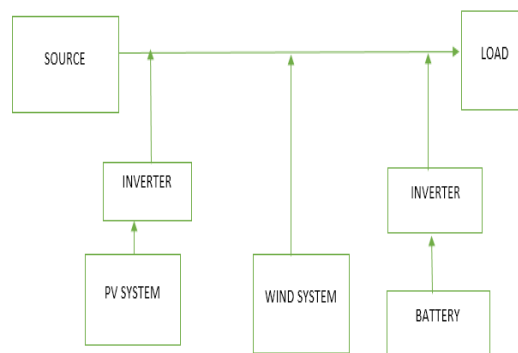 SOURCE
LOAD
INVERTER
INVERTER
PV SYSTEM
WIND SYSTEM
BATTERY